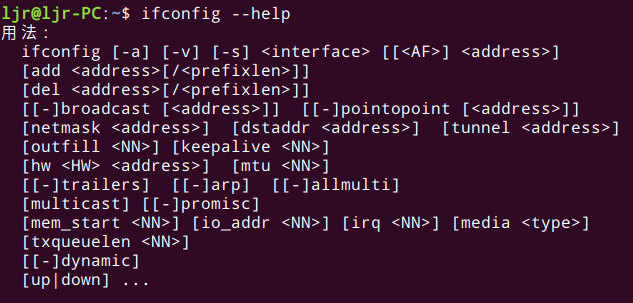 ljr@ljr-PC:~$ ifconfig --help
用法：
  ifconfig [-a] [-v] [-s] <interface> [[<AF>] <address>]
  [add <address>[/<prefixlen>]]
  [del <address>[/<prefixlen>]]
  [[-]broadcast [<address>]]  [[-]pointopoint [<address>]]
  [netmask <address>]  [dstaddr <address>]  [tunnel <address>]
  [outfill <NN>] [keepalive <NN>]
  [hw <HW> <address>]  [mtu <NN>]
  [[-]trailers]  [[-]arp]  [[-]allmulti]
  [multicast]  [[-]promisc]
  [mem_start <NN>]  [io_addr <NN>]  [irq <NN>]  [media <type>]
  [txqueuelen <NN>]
  [[-]dynamic]
  [up|down] ...